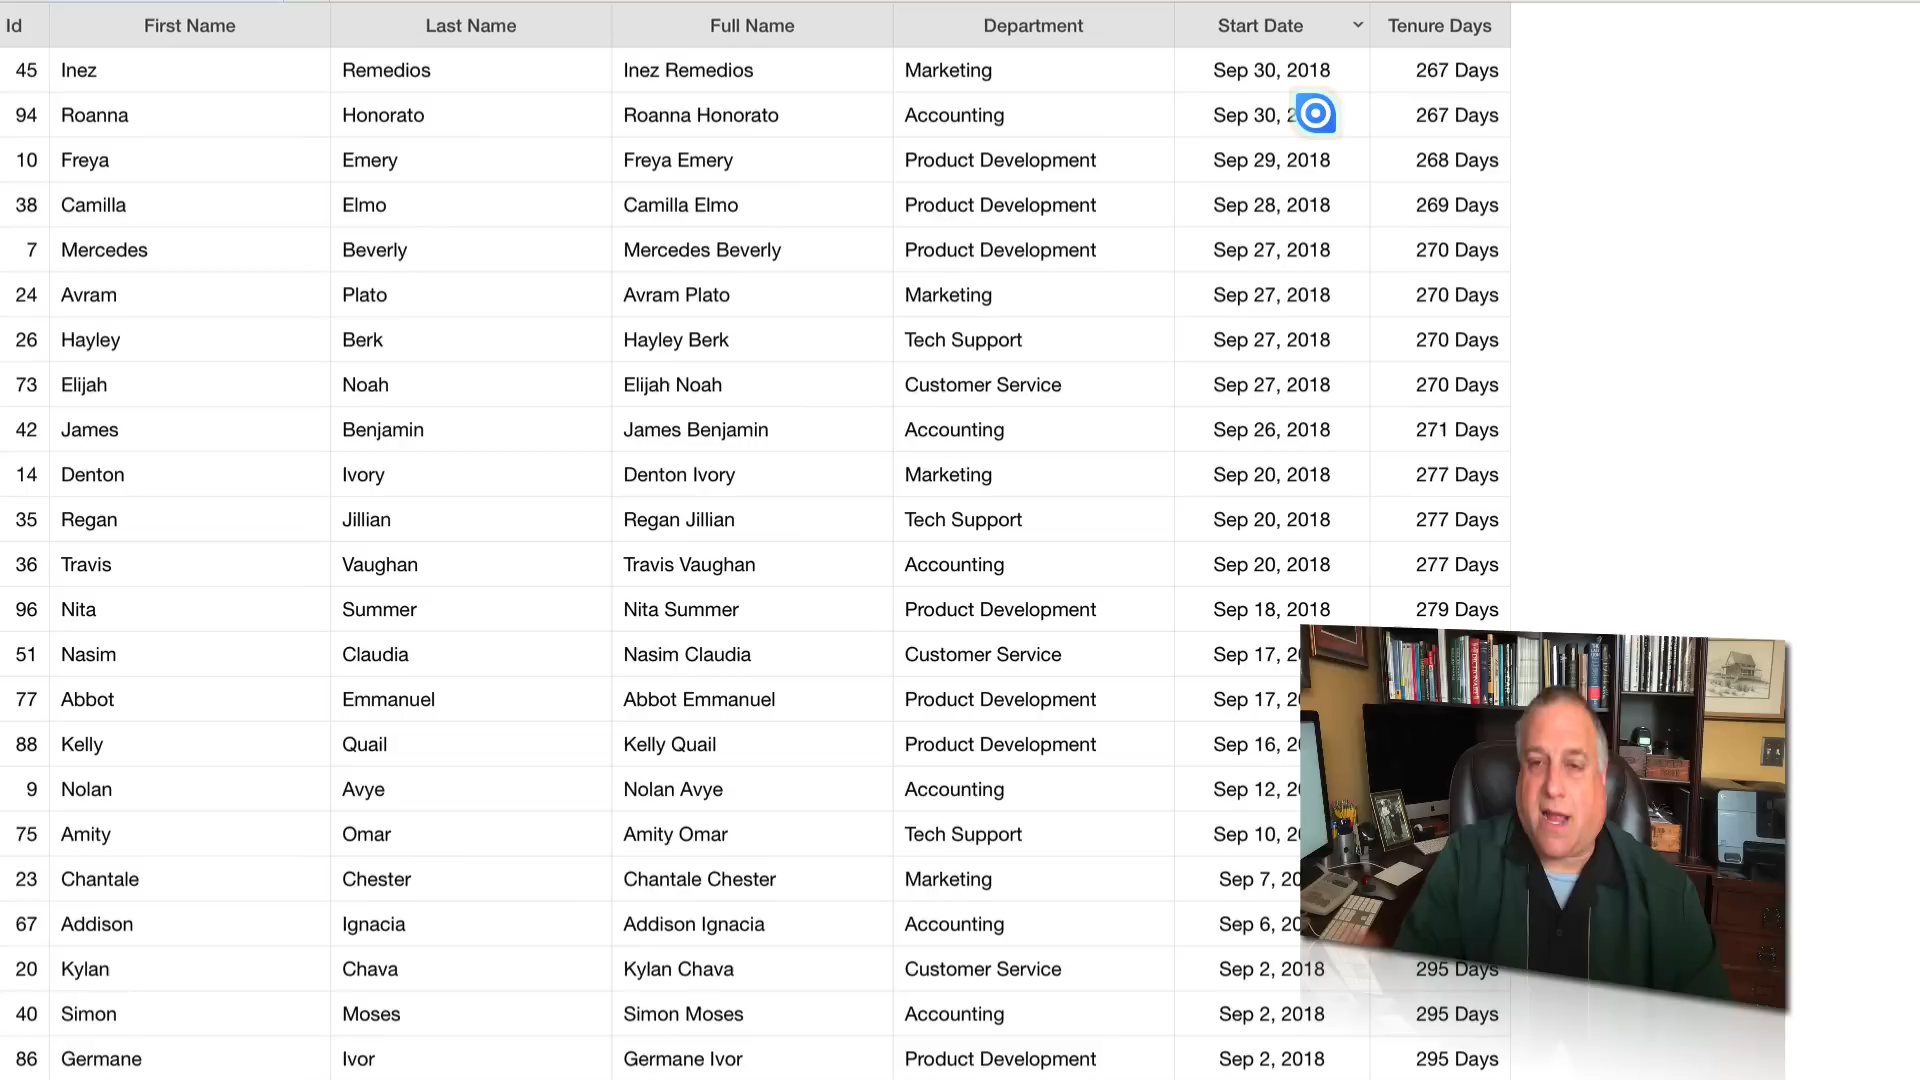 Id First Name Last Name Full Name Department Start Date Tenure Days
45 Inez Remedios Inez Remedios Marketing Sep 30, 2018 267 Days
94 Roanna Honorato Roanna Honorato Accounting Sep 30, 267 Days
10 Freya Emery Freya Emery Product Development Sep 29, 2018 268 Days
38 Camilla Elmo Camilla Elmo Product Development Sep 28, 2018 269 Days
7 Mercedes Beverly Mercedes Beverly Product Development Sep 27, 2018 270 Days
24 Avram Plato Avram Plato Marketing Sep 27, 2018 270 Days
26 Hayley Berk Hayley Berk Tech Support Sep 27, 2018 270 Days
73 Elijah Noah Elijah Noah Customer Service Sep 27, 2018 270 Days
42 James Benjamin James Benjamin Accounting Sep 26, 2018 271 Days
14 Denton Ivory Denton Ivory Marketing Sep 20, 2018 277 Days
35 Regan Jillian Regan Jillian Tech Support Sep 20, 2018 277 Days
36 Travis Vaughan Travis Vaughan Accounting Sep 20, 2018 277 Days
96 Nita Summer Nita Summer Product Development Sep 18, 2018 279 Days
51 Nasim Claudia Nasim Claudia Customer Service Sep 17,
77 Abbot Emmanuel Abbot Emmanuel Product Development Sep 17,
88 Kelly Quail Kelly Quail Product Development Sep 16,
9 Nolan Avye Nolan Avye Accounting Sep 12,
75 Amity Omar Amity Omar Tech Support Sep 10,
23 Chantale Chester Chantale Chester Marketing Sep 7,
67 Addison Ignacia Addison Ignacia Accounting Sep 6,
20 Kylan Chava Kylan Chava Customer Service Sep 2, 2018 295 Days
40 Simon Moses Simon Moses Accounting Sep 2, 2018 295 Days
86 Germane Ivor Germane Ivor Product Development Sep 2, 2018 295 Days